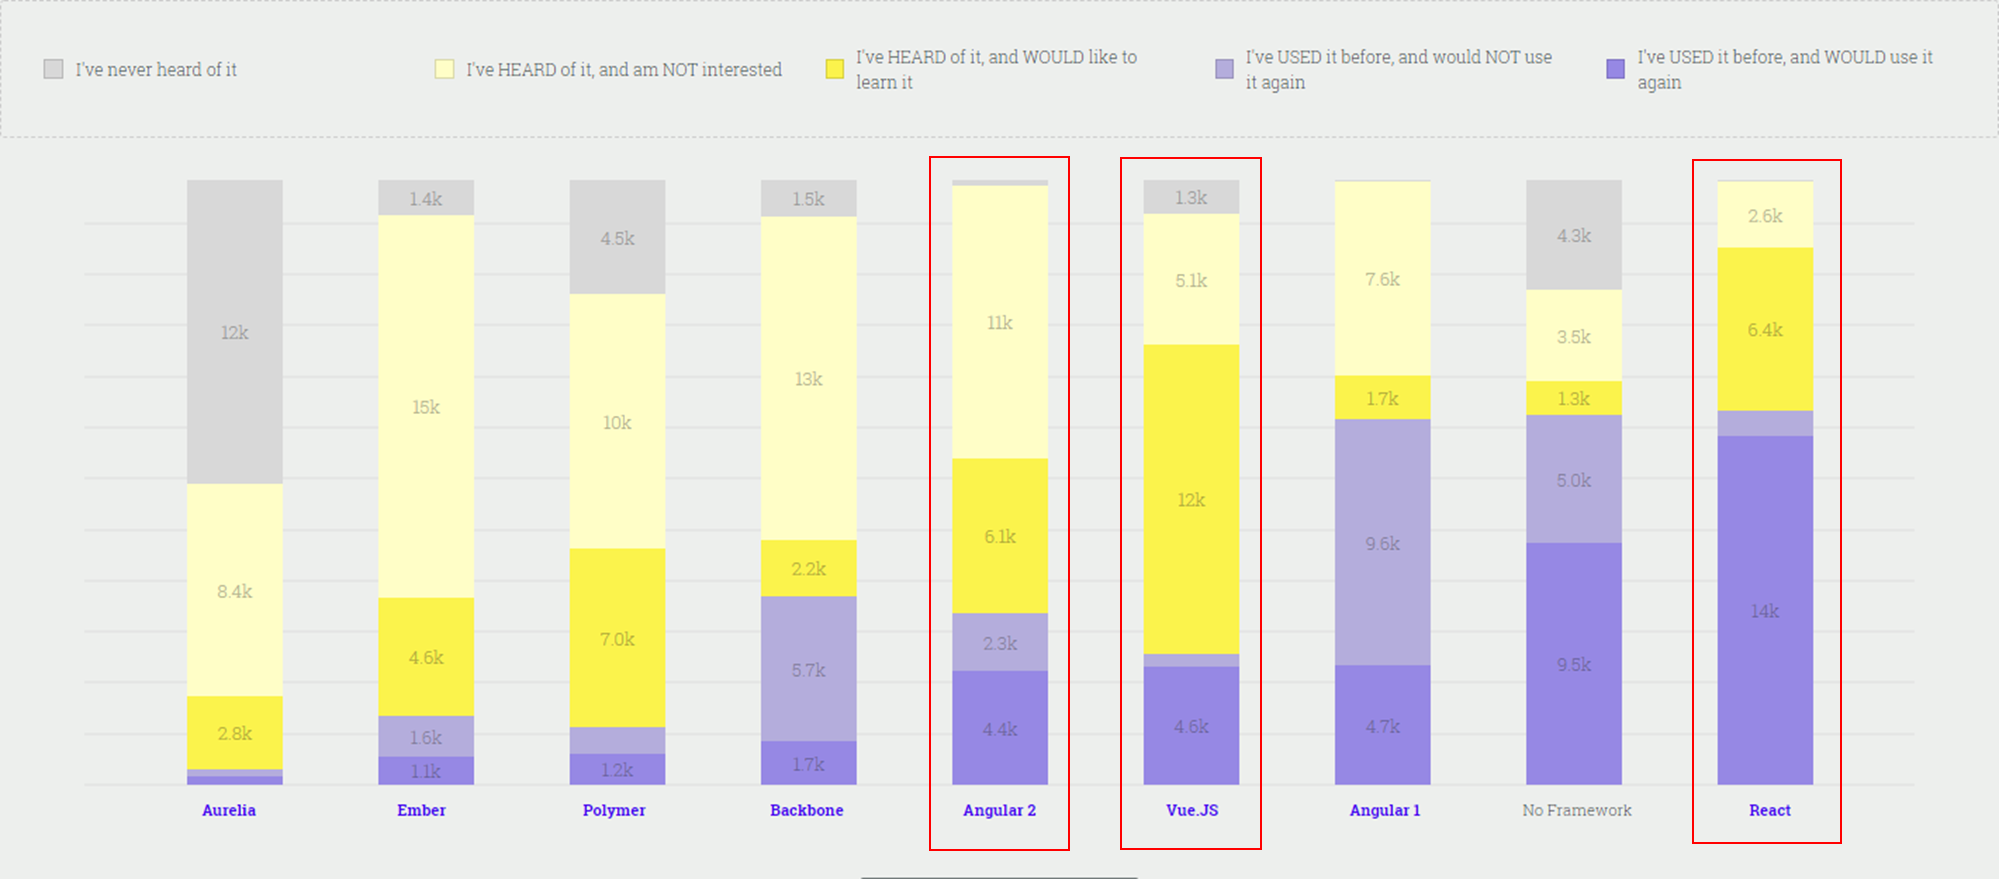 I've never heard of it
I've HEARD of it, and am NOT interested
I've HEARD of it, and WOULD like to
learn it
I've USED it before, and would NOT use
it again
I've USED it before, and WOULD use it
again
12k
8.4k
2.8k
1.4k
15k
4.6k
1.6k
1.1k
4.5k
10k
7.0k
1.2k
1.5k
13k
2.2k
5.7k
1.7k
11k
6.1k
2.3k
4.4k
1.3k
5.1k
12k
4.6k
7.6k
1.7k
9.6k
4.7k
4.3k
3.5k
1.3k
5.0k
9.5k
2.6k
6.4k
14k
Aurelia
Ember
Polymer
Backbone
Angular 2
Vue.JS
Angular 1
No Framework
React